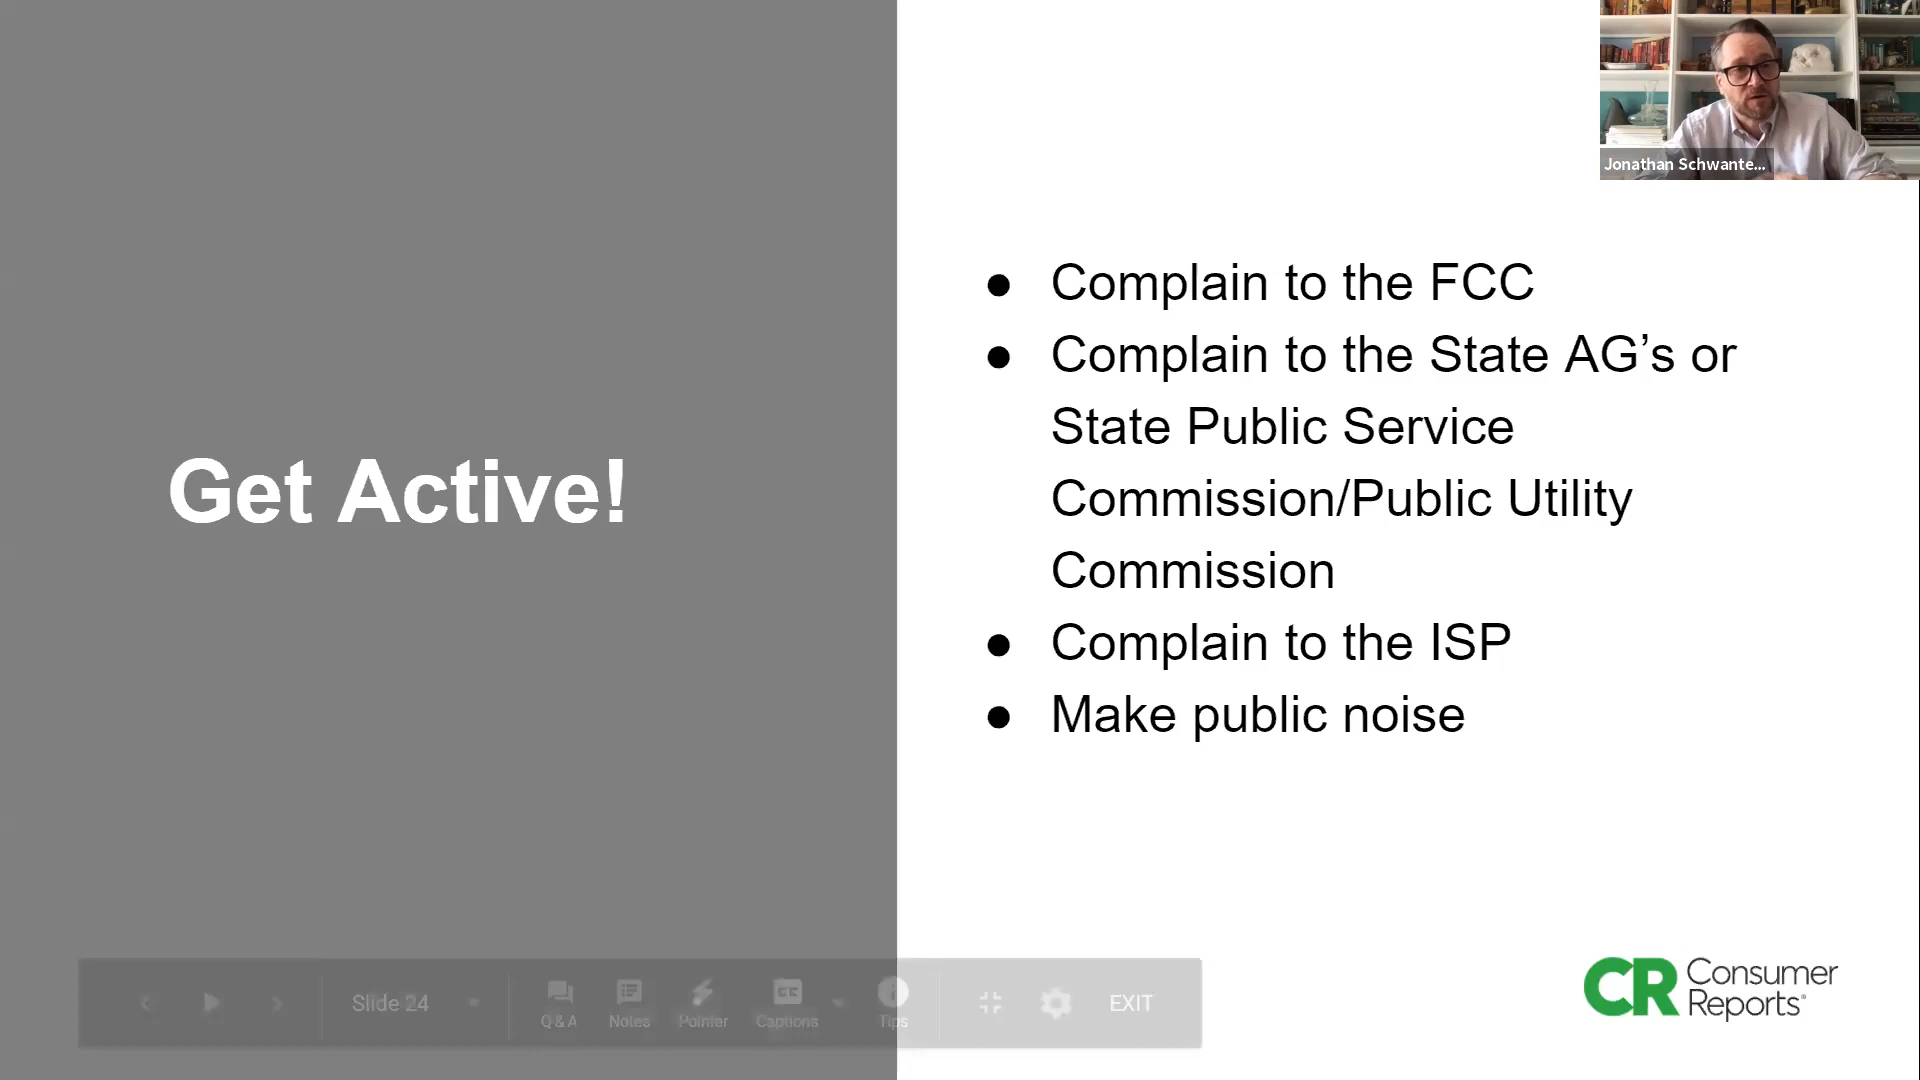 Jonathan Schwante...
Get Active!
● Complain to the FCC
● Complain to the State AG’s or
State Public Service
Commission/Public Utility
Commission
● Complain to the ISP
● Make public noise
Slide 24
Q & A
Notes
Pointer
Captions
Tips
EXIT
CR Consumer
Reports®